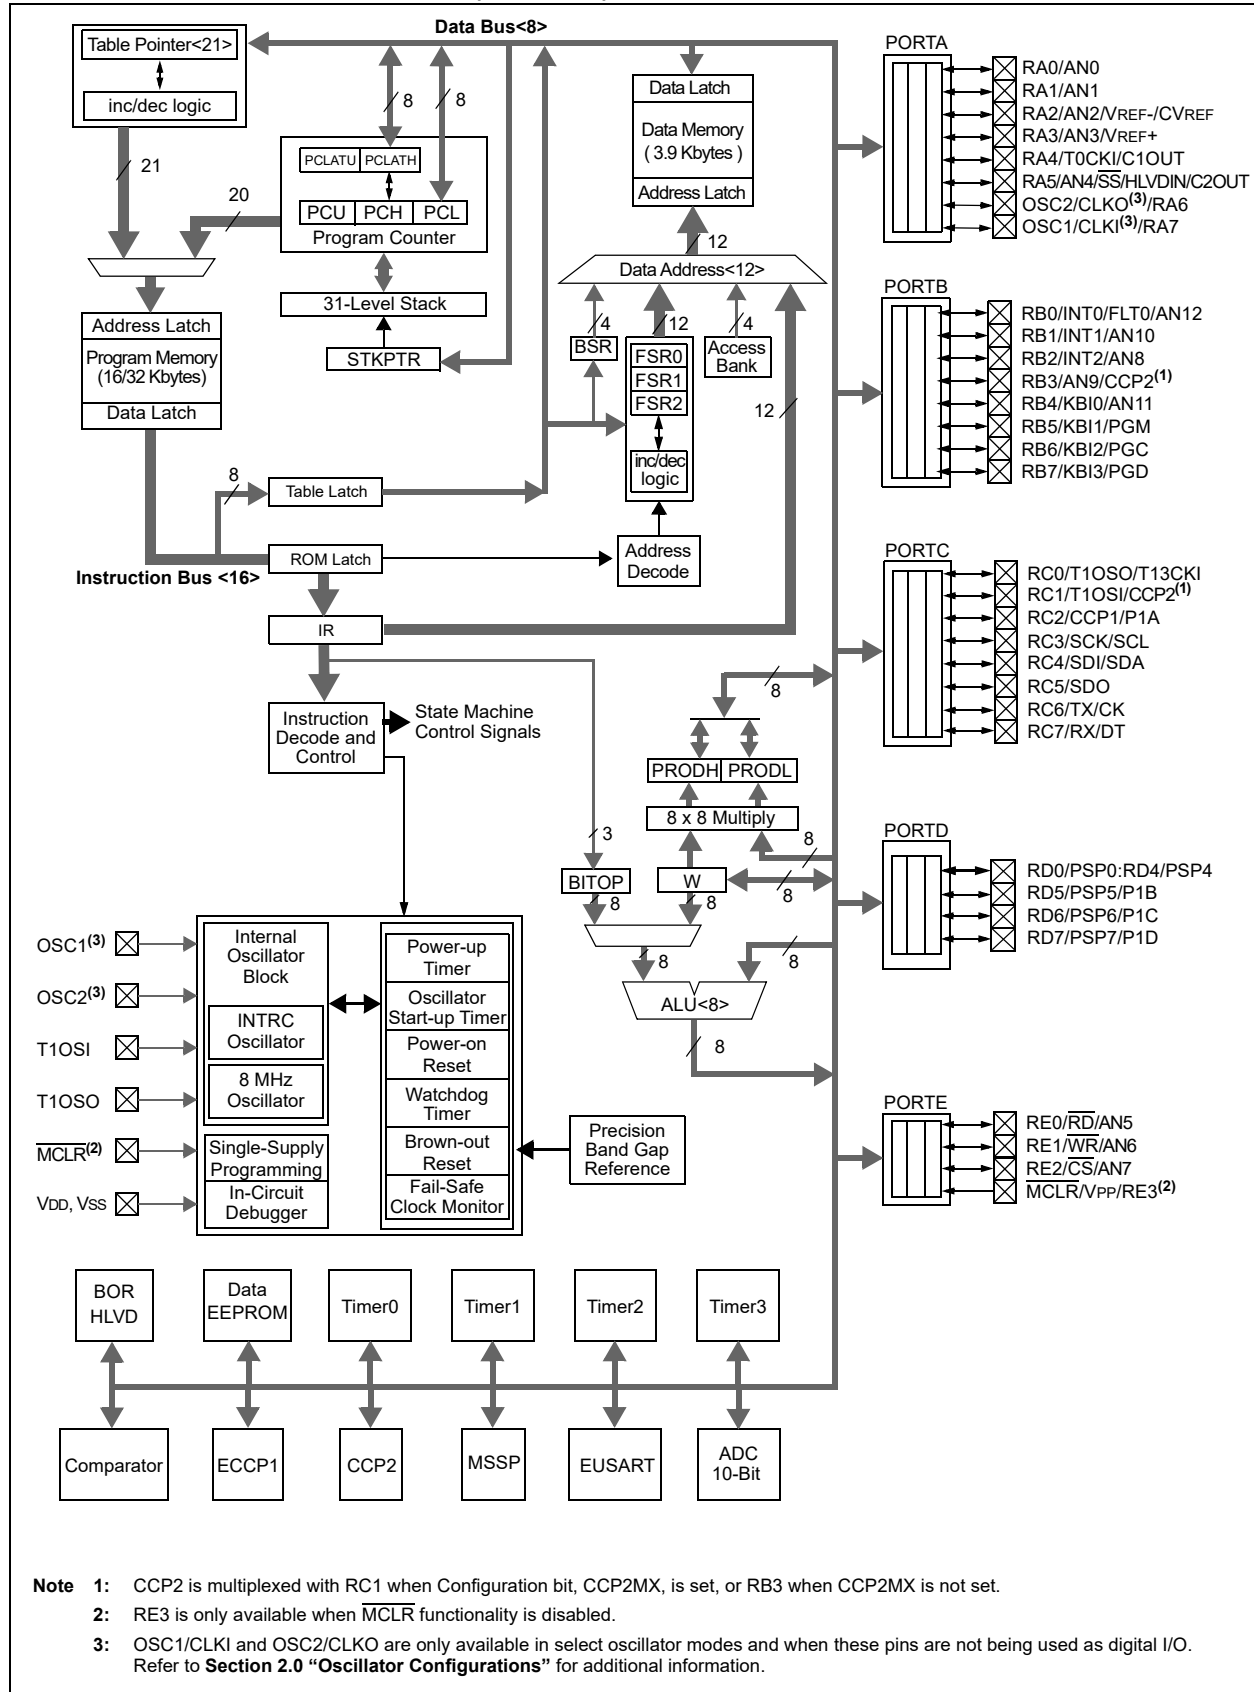 Data Bus<8>
Table Pointer<21>
inc/dec logic
21
8
8
PCLATU PCLATH
PCU PCH PCL
Program Counter
20
31-Level Stack
STKPTR
Address Latch
Program Memory
(16/32 Kbytes)
Data Latch
8
Table Latch
ROM Latch
Instruction Bus <16>
IR
Instruction
Decode and
Control
State Machine
Control Signals
Data Latch
Data Memory
( 3.9 Kbytes )
Address Latch
12
Data Address<12>
4
12
4
BSR
FSR0
FSR1
FSR2
inc/dec
logic
Access
Bank
12
Address
Decode
8
PRODH PRODL
8 x 8 Multiply
3
8
BITOP
W
8
8
8
8
8
ALU<8>
8
PORTA
RA0/AN0
RA1/AN1
RA2/AN2/VREF-/CVREF
RA3/AN3/VREF+
RA4/T0CKI/C1OUT
RA5/AN4/SS/HLVDIN/C2OUT
OSC2/CLKO(3)/RA6
OSC1/CLKI(3)/RA7
PORTB
RB0/INT0/FLT0/AN12
RB1/INT1/AN10
RB2/INT2/AN8
RB3/AN9/CCP2(1)
RB4/KBI0/AN11
RB5/KBI1/PGM
RB6/KBI2/PGC
RB7/KBI3/PGD
PORTC
RC0/T1OSO/T13CKI
RC1/T1OSI/CCP2(1)
RC2/CCP1/P1A
RC3/SCK/SCL
RC4/SDI/SDA
RC5/SDO
RC6/TX/CK
RC7/RX/DT
PORTD
RD0/PSP0:RD4/PSP4
RD5/PSP5/P1B
RD6/PSP6/P1C
RD7/PSP7/P1D
PORTE
RE0/RD/AN5
RE1/WR/AN6
RE2/CS/AN7
MCLR/VPP/RE3(2)
OSC1(3)
OSC2(3)
T1OSI
T1OSO
MCLR(2)
VDD, VSS
Internal
Oscillator
Block
INTRC
Oscillator
8 MHz
Oscillator
Single-Supply
Programming
In-Circuit
Debugger
Power-up
Timer
Oscillator
Start-up Timer
Power-on
Reset
Watchdog
Timer
Brown-out
Reset
Fail-Safe
Clock Monitor
Precision
Band Gap
Reference
BOR
HLVD
Data
EEPROM
Timer0
Timer1
Timer2
Timer3
Comparator
ECCP1
CCP2
MSSP
EUSART
ADC
10-Bit
Note 1: CCP2 is multiplexed with RC1 when Configuration bit, CCP2MX, is set, or RB3 when CCP2MX is not set.
2: RE3 is only available when MCLR functionality is disabled.
3: OSC1/CLKI and OSC2/CLKO are only available in select oscillator modes and when these pins are not being used as digital I/O.
Refer to Section 2.0 “Oscillator Configurations” for additional information.